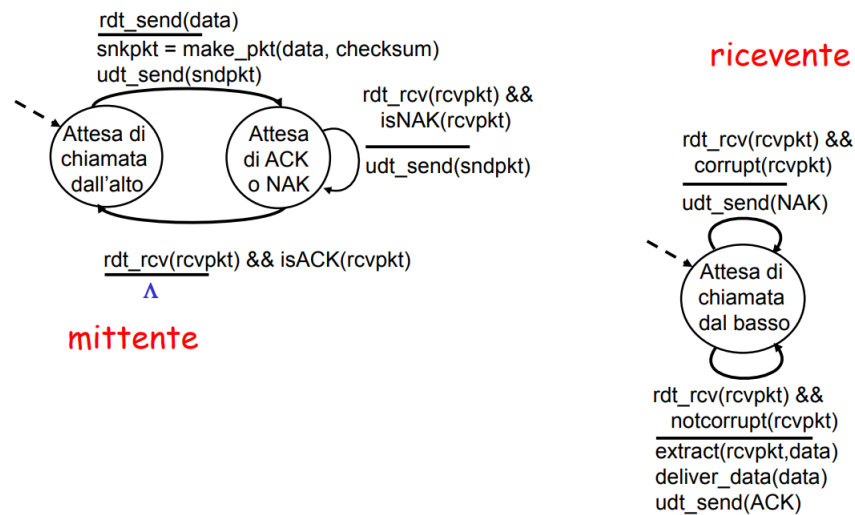 rdt_send(data)
snkpkt = make_pkt(data, checksum)
udt_send(sndpkt)
Attesa di
chiamata
dall'alto
Attesa
di ACK
o NAK
rdt_rcv(rcvpkt) &&
isNAK(rcvpkt)
udt_send(sndpkt)
rdt_rcv(rcvpkt) && isACK(rcvpkt)
Λ
mittente
ricevente
rdt_rcv(rcvpkt) &&
corrupt(rcvpkt)
udt_send(NAK)
Attesa di
chiamata
dal basso
rdt_rcv(rcvpkt) &&
notcorrupt(rcvpkt)
extract(rcvpkt,data)
deliver_data(data)
udt_send(ACK)